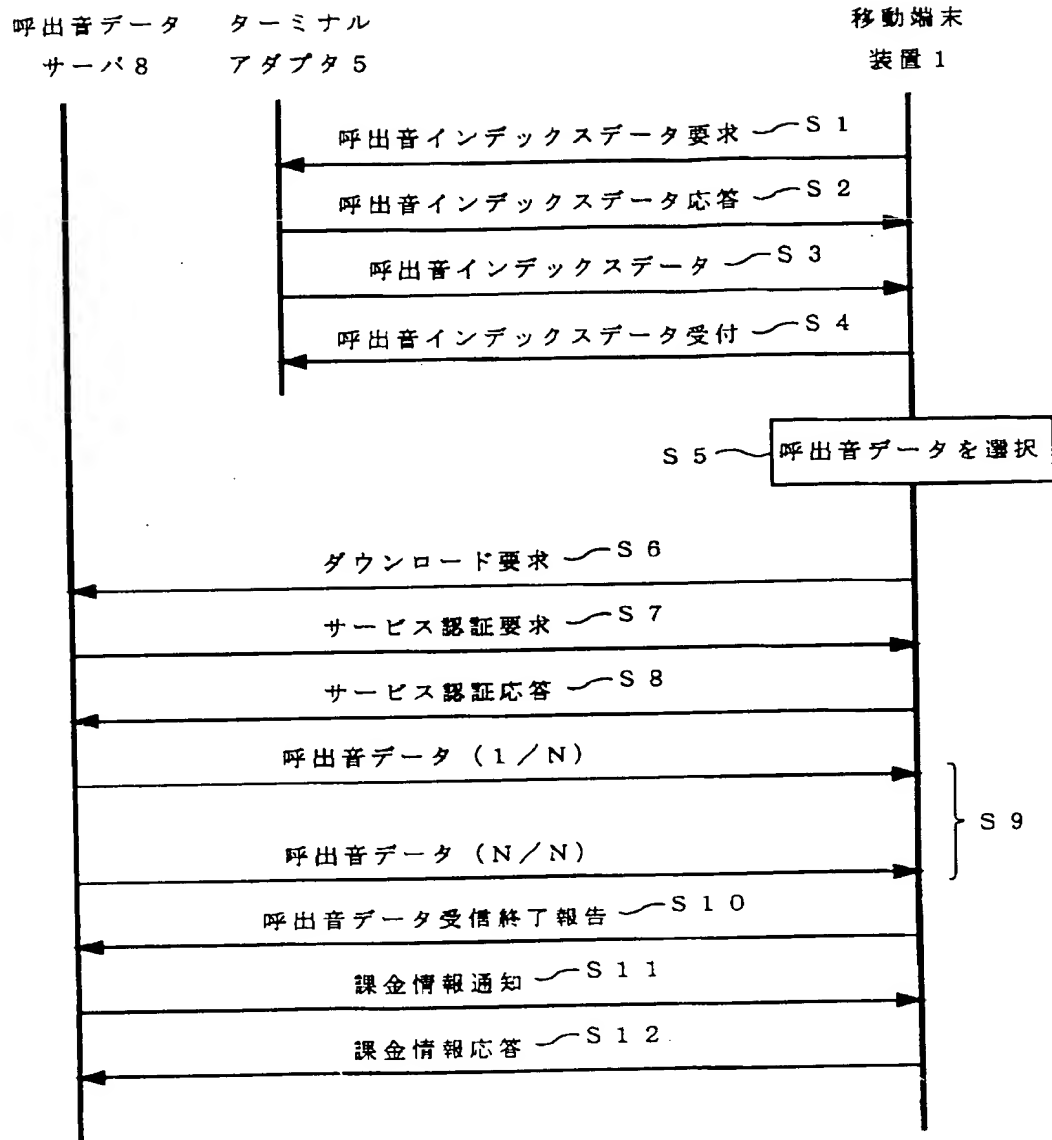 呼出音データ
サーバ8
ターミナル
アダプタ5
移動端末
装置1
呼出音インデックスデータ要求 S1
呼出音インデックスデータ応答 S2
呼出音インデックスデータ S3
呼出音インデックスデータ受付 S4
S5 呼出音データを選択
ダウンロード要求 S6
サービス認証要求 S7
サービス認証応答 S8
呼出音データ(1/N)
S9
呼出音データ(N/N)
呼出音データ受信終了報告 S10
課金情報通知 S11
課金情報応答 S12